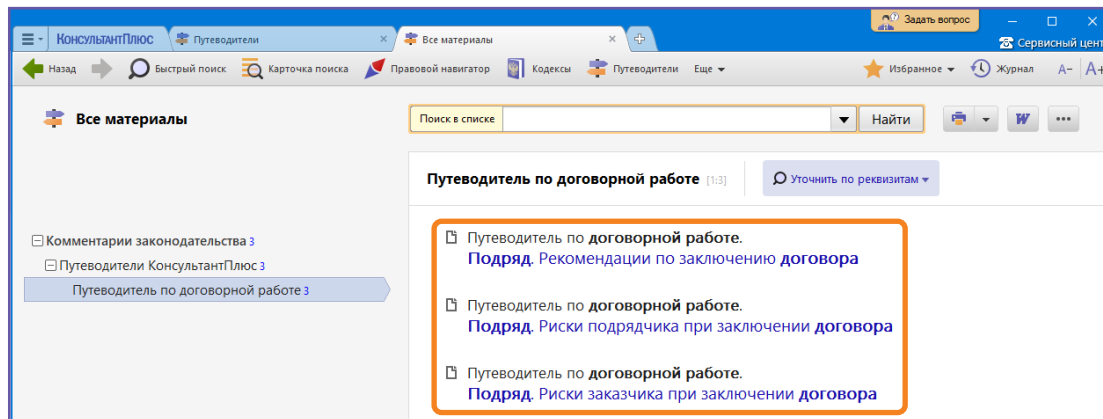 Задать вопрос
КонсультантПлюс Путеводители Все материалы
Сервисный цент
Назад Быстрый поиск Карточка поиска Правовой навигатор Кодексы Путеводители Еще Избранное Журнал A- A+
Все материалы
Поиск в списке Найти W
Путеводитель по договорной работе [1:3] Уточнить по реквизитам
Комментарии законодательства 3
Путеводители КонсультантПлюс 3
Путеводитель по договорной работе 3
Путеводитель по договорной работе.
Подряд. Рекомендации по заключению договора
Путеводитель по договорной работе.
Подряд. Риски подрядчика при заключении договора
Путеводитель по договорной работе.
Подряд. Риски заказчика при заключении договора